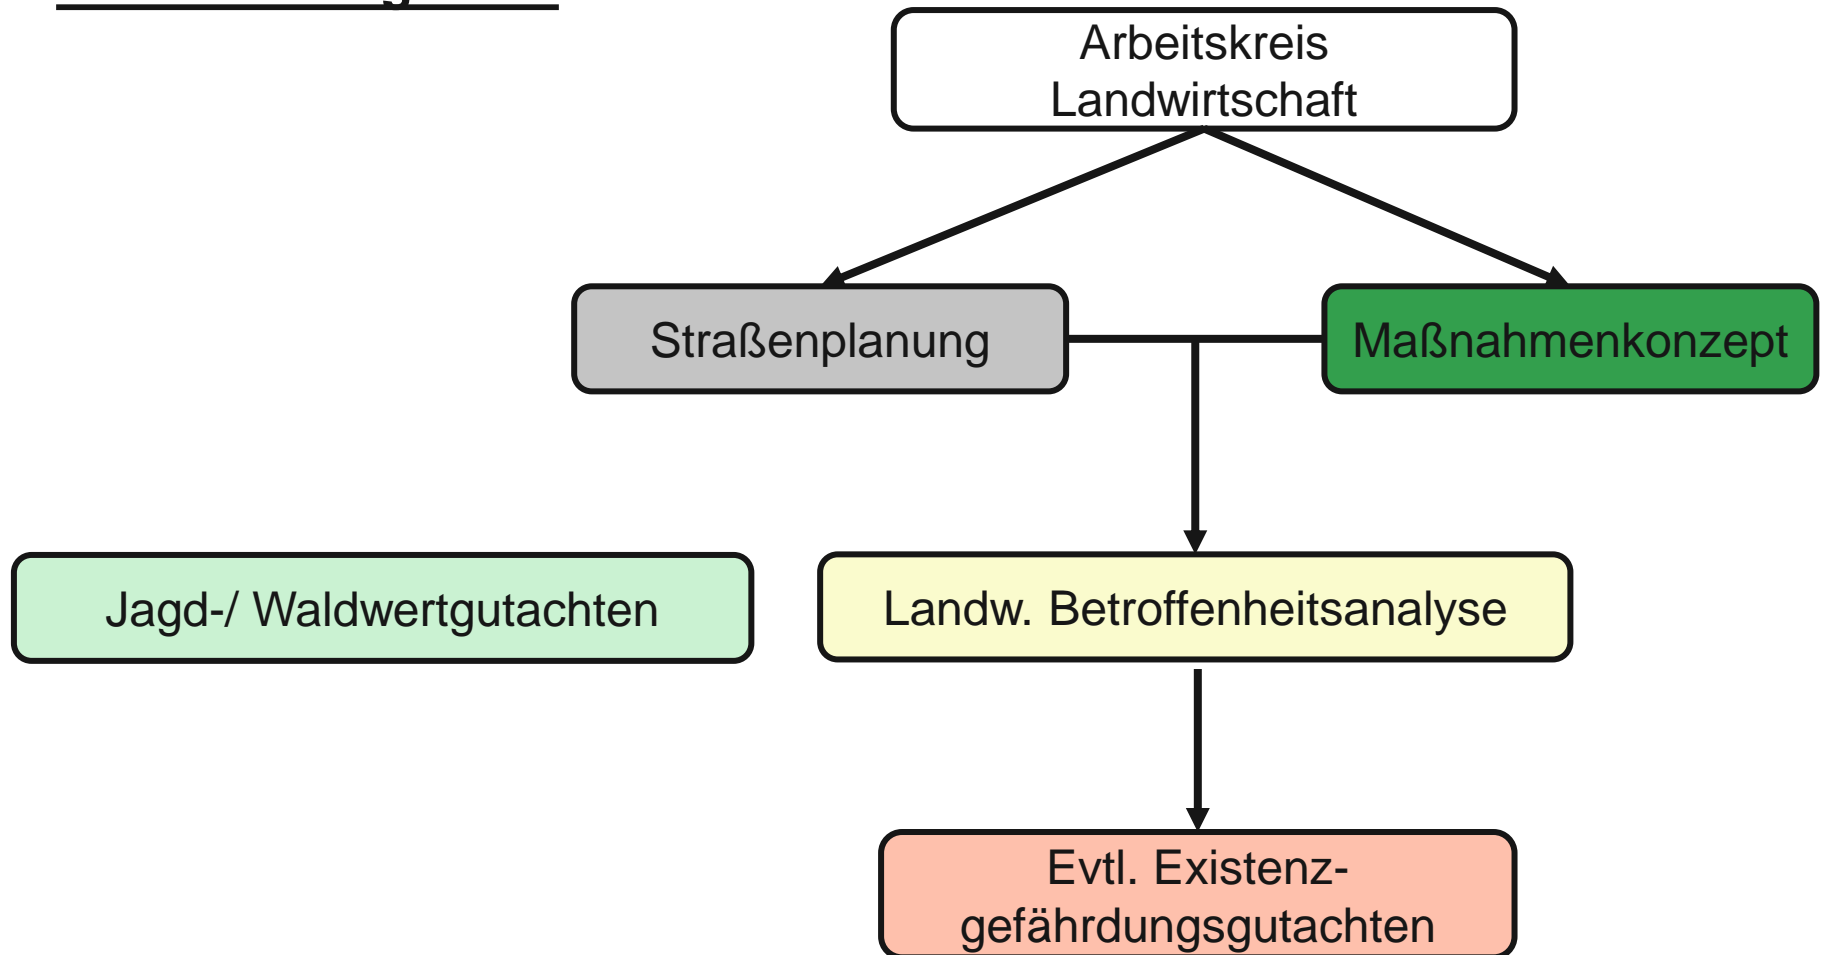 Arbeitskreis
Landwirtschaft
Straßenplanung
Maßnahmenkonzept
Jagd-/ Waldwertgutachten
Landw. Betroffenheitsanalyse
Evtl. Existenz-
gefährdungsgutachten